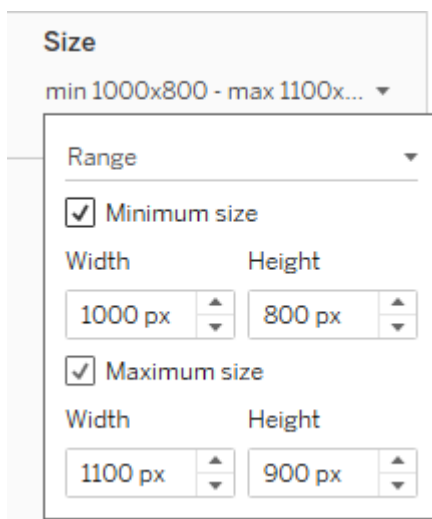 Size
min 1000x800 - max 1100x...
Range
Minimum size
Width Height
1000 px 800 px
Maximum size
Width Height
1100 px 900 px